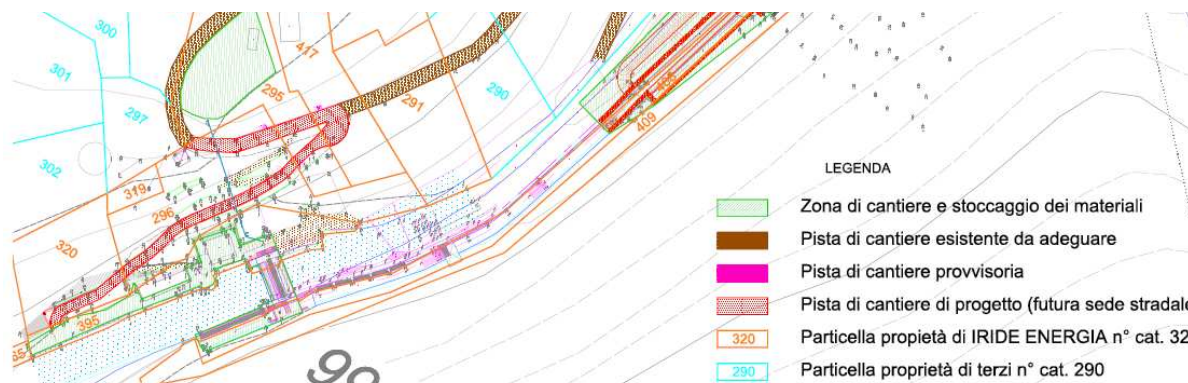 300
417
301
295
291
290
297
409
302
319
296
320
395
LEGENDA
Zona di cantiere e stoccaggio dei materiali
Pista di cantiere esistente da adeguare
Pista di cantiere provvisoria
Pista di cantiere di progetto (futura sede stradale
320 Particella propietà di IRIDE ENERGIA n° cat. 32
290 Particella proprietà di terzi n° cat. 290